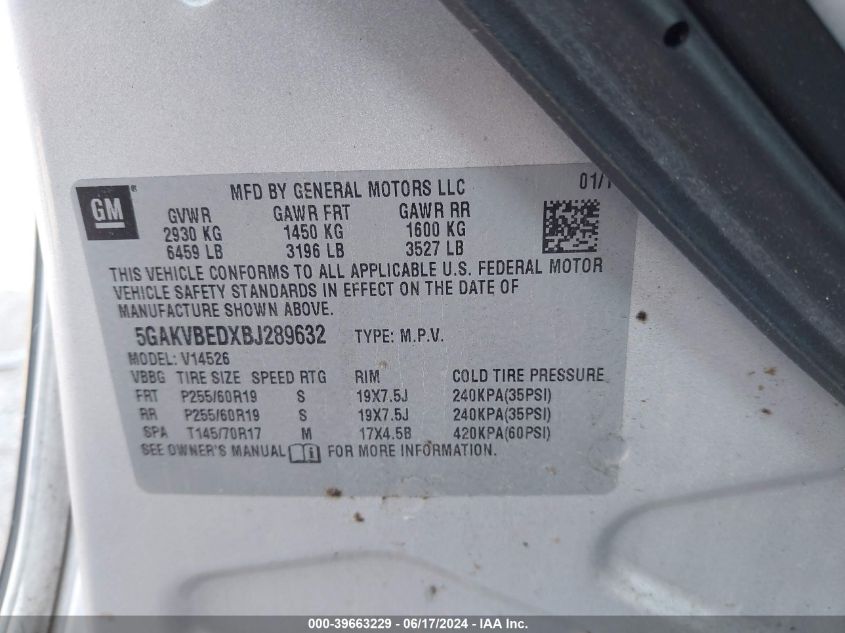 GM
®
MFD BY GENERAL MOTORS LLC 01/1
GVWR GAWR FRT GAWR RR
2930 KG 1450 KG 1600 KG
6459 LB 3196 LB 3527 LB
THIS VEHICLE CONFORMS TO ALL APPLICABLE U.S. FEDERAL MOTOR
VEHICLE SAFETY STANDARDS IN EFFECT ON THE DATE OF
MANUFACTURE SHOWN ABOVE.
5GAKVBEDXBJ289632 TYPE: M.P.V.
MODEL: V14526
VBBG TIRE SIZE SPEED RTG RIM COLD TIRE PRESSURE
FRT P255/60R19 S 19X7.5J 240KPA(35PSI)
RR P255/60R19 S 19X7.5J 240KPA(35PSI)
SPA T145/70R17 M 17X4.5B 420KPA(60PSI)
SEE OWNER'S MANUAL i FOR MORE INFORMATION.
000-39663229 - 06/17/2024 - IAA Inc.